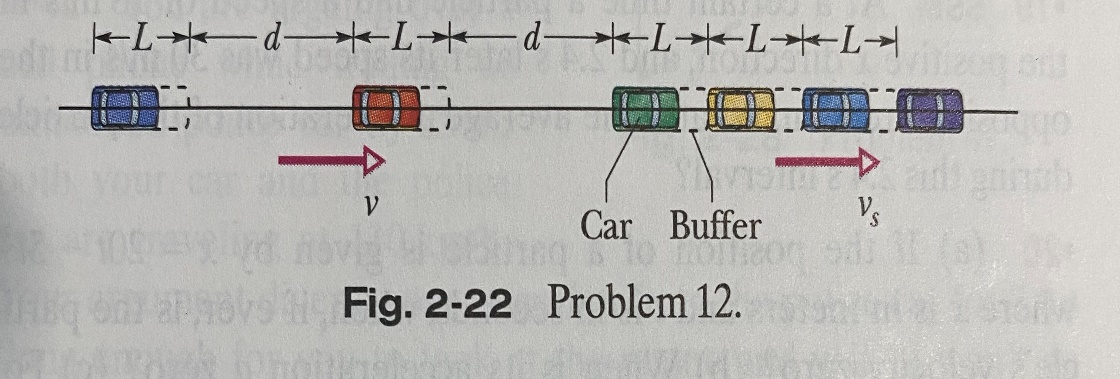 L d L d L L L
v
v_s
Car Buffer
Fig. 2-22 Problem 12.